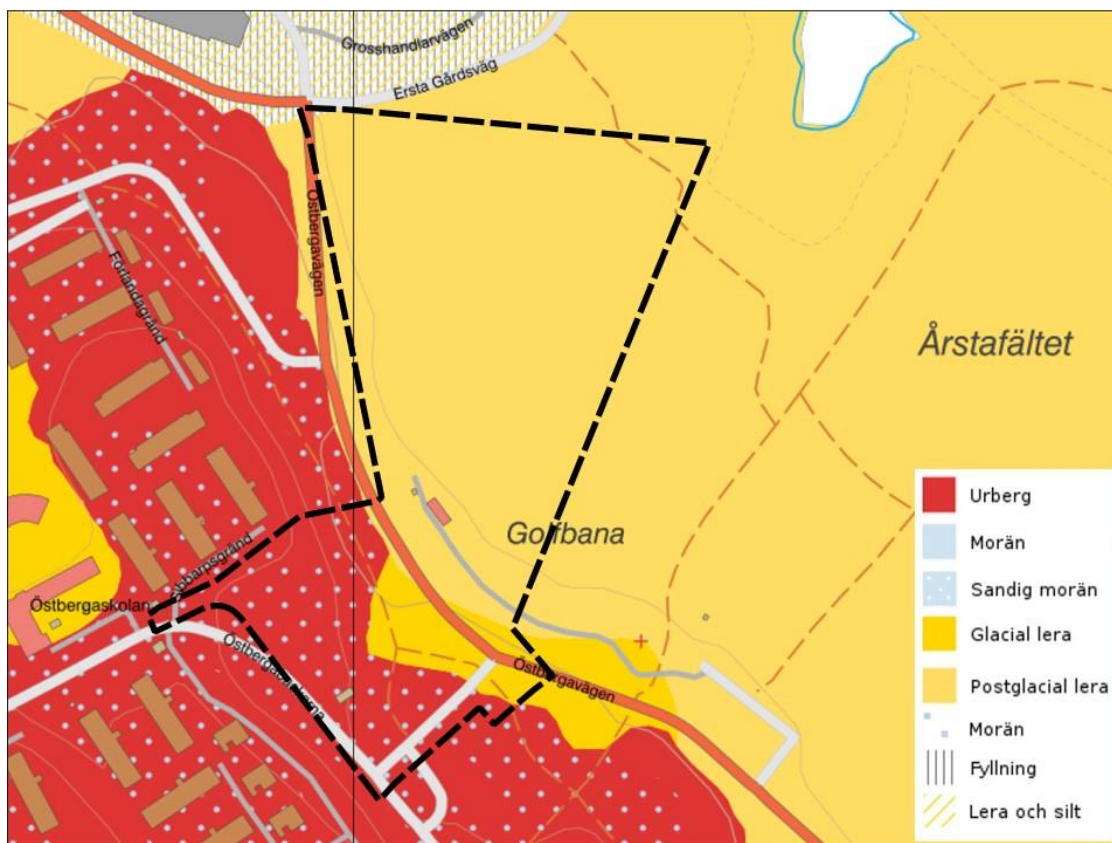 Grosshandlarvägen
Ersta Gårdsväg
Östbergavägen
Förlandagränd
Årstafältet
Golfbana
Östbergaskolan
Östbergavägen
Urberg
Morän
Sandig morän
Glacial lera
Postglacial lera
Morän
Fyllning
Lera och silt